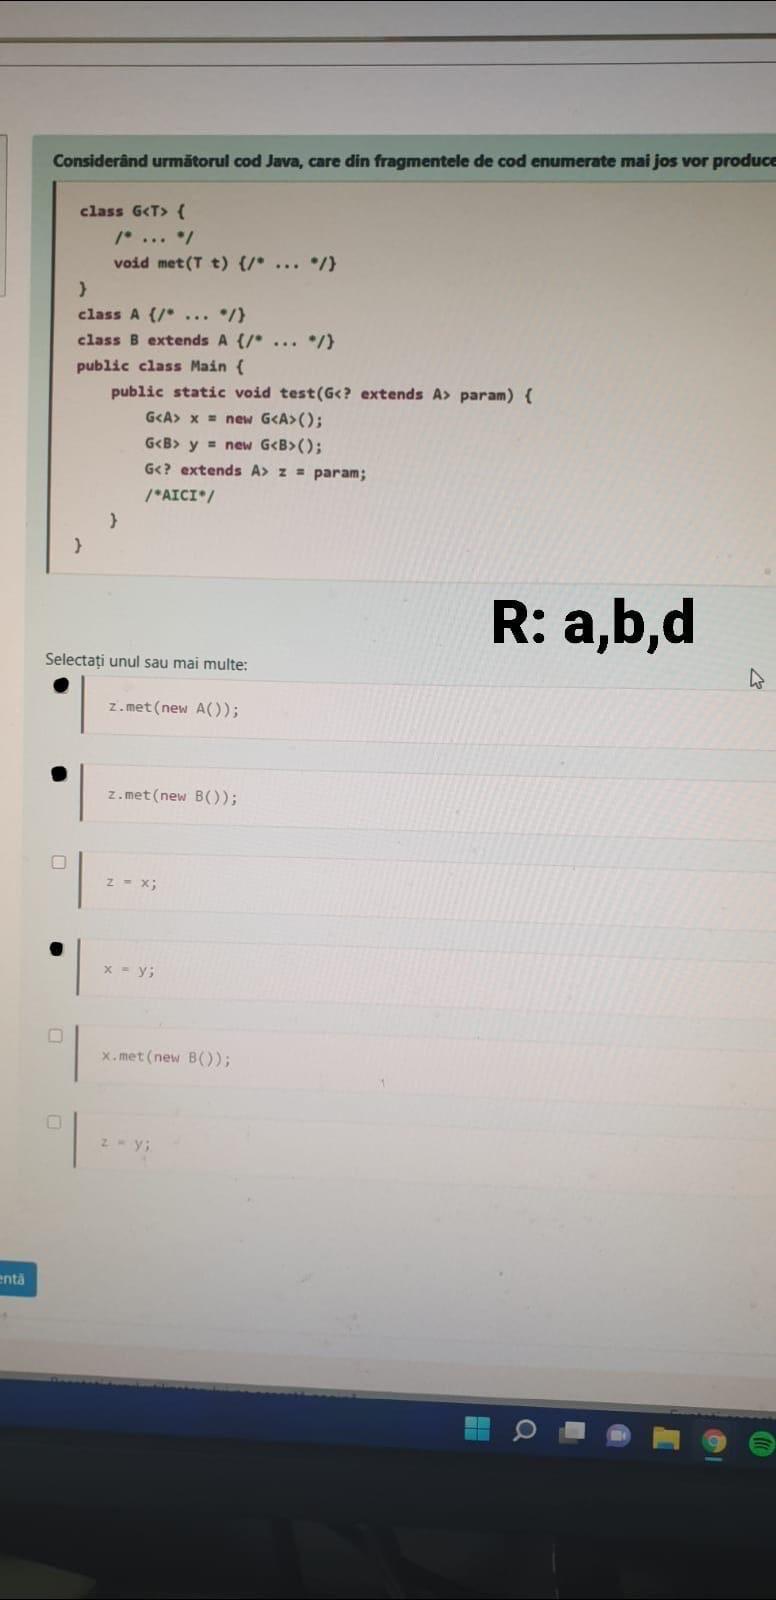 Considerând următorul cod Java, care din fragmentele de cod enumerate mai jos vor produce
class G<T> {
/* ... */
void met(T t) {/* ... */}
}
class A {/* ... */}
class B extends A {/* ... */}
public class Main {
public static void test(G<? extends A> param) {
G<A> x = new G<A>();
G<B> y = new G<B>();
G<? extends A> z = param;
/*AICI*/
}
}
R: a,b,d
Selectați unul sau mai multe:
z.met(new A());
z.met(new B());
z = x;
x = y;
x.met(new B());
z = y;
entă